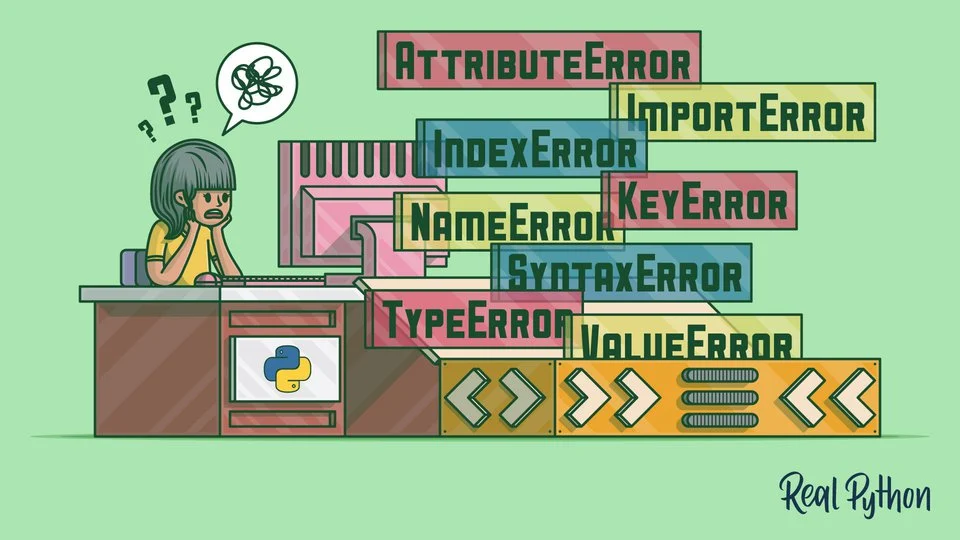 ???
AttributeError
ImportError
IndexError
KeyError
NameError
SyntaxError
TypeError
ValueError
Real Python